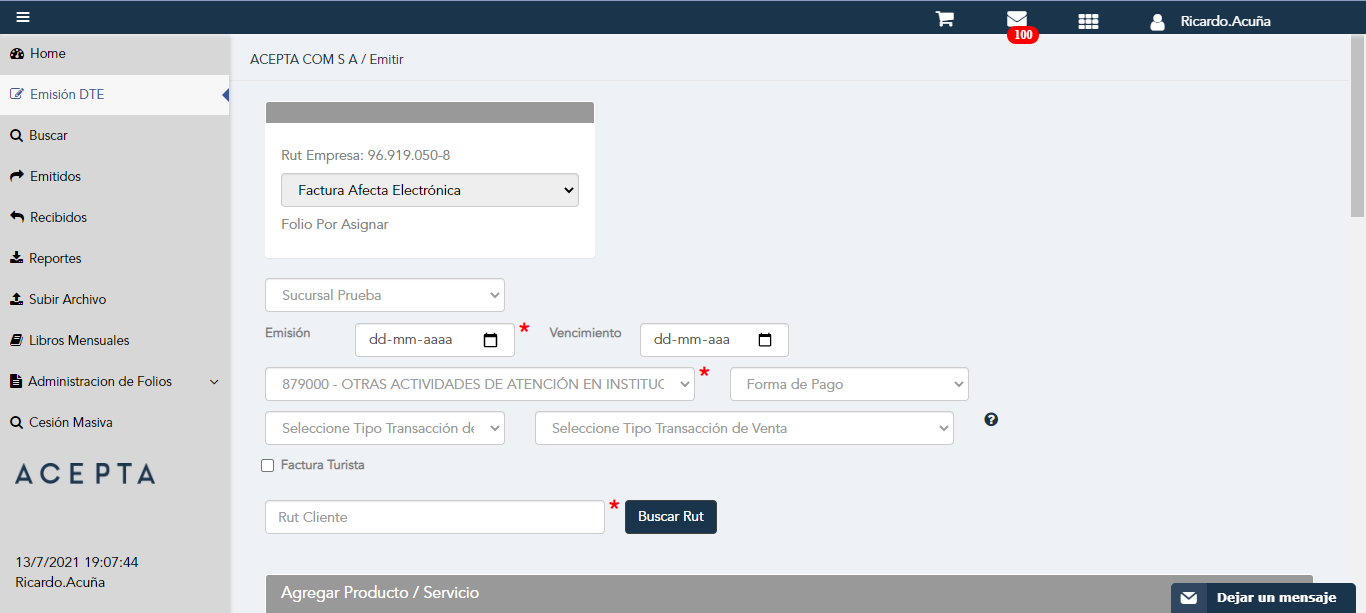 100
Ricardo.Acuña
Home
Emisión DTE
Buscar
Emitidos
Recibidos
Reportes
Subir Archivo
Libros Mensuales
Administracion de Folios
Cesión Masiva
ACEPTA
13/7/2021 19:07:44
Ricardo.Acuña
ACEPTA COM S A / Emitir
Rut Empresa: 96.919.050-8
Factura Afecta Electrónica
Folio Por Asignar
Sucursal Prueba
Emisión dd-mm-aaaa * Vencimiento dd-mm-aaa
879000 - OTRAS ACTIVIDADES DE ATENCIÓN EN INSTITUC * Forma de Pago
Seleccione Tipo Transacción de Seleccione Tipo Transacción de Venta ?
Factura Turista
Rut Cliente * Buscar Rut
Agregar Producto / Servicio
Dejar un mensaje